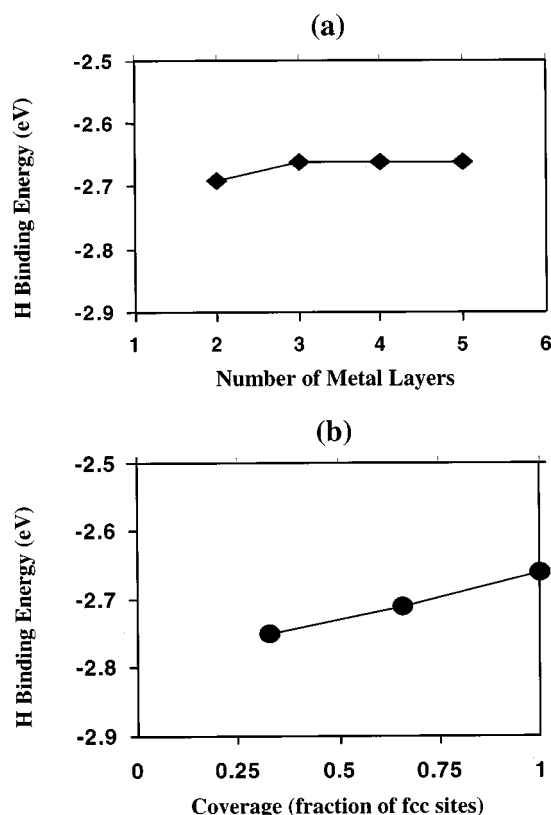 (a)
H Binding Energy (eV)
-2.5
-2.6
-2.7
-2.8
-2.9
1 2 3 4 5 6
Number of Metal Layers
(b)
H Binding Energy (eV)
-2.5
-2.6
-2.7
-2.8
-2.9
0 0.25 0.5 0.75 1
Coverage (fraction of fcc sites)